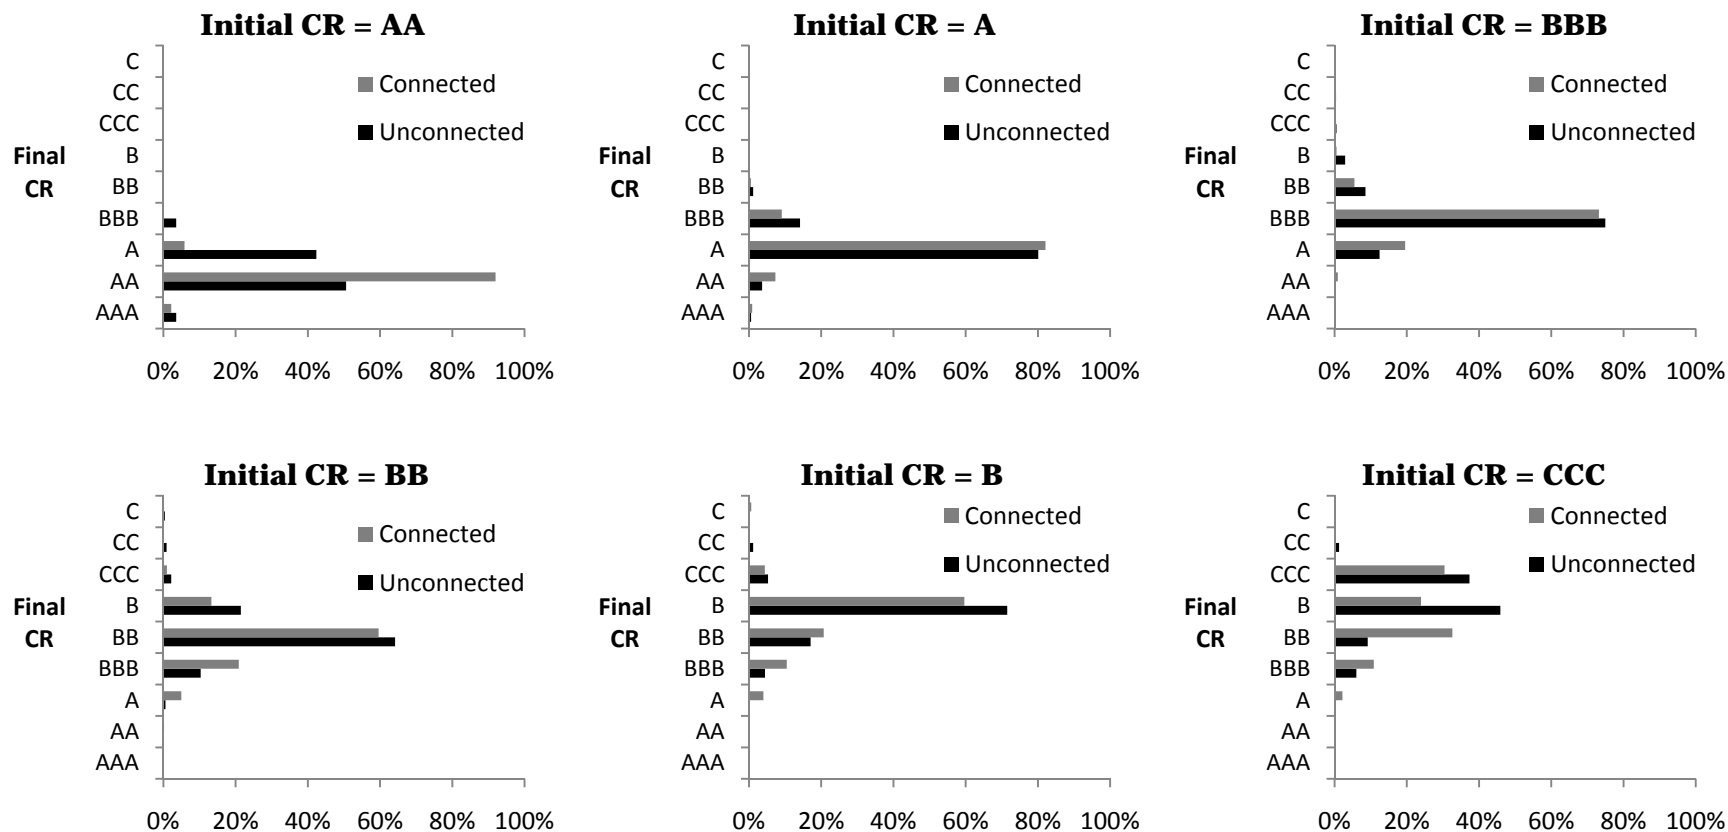 Initial CR = AA
C
CC
CCC
B
BB
BBB
A
AA
AAA
Final
CR
Connected
Unconnected
0% 20% 40% 60% 80% 100%
Initial CR = A
C
CC
CCC
B
BB
BBB
A
AA
AAA
Final
CR
Connected
Unconnected
0% 20% 40% 60% 80% 100%
Initial CR = BBB
C
CC
CCC
B
BB
BBB
A
AA
AAA
Final
CR
Connected
Unconnected
0% 20% 40% 60% 80% 100%
Initial CR = BB
C
CC
CCC
B
BB
BBB
A
AA
AAA
Final
CR
Connected
Unconnected
0% 20% 40% 60% 80% 100%
Initial CR = B
C
CC
CCC
B
BB
BBB
A
AA
AAA
Final
CR
Connected
Unconnected
0% 20% 40% 60% 80% 100%
Initial CR = CCC
C
CC
CCC
B
BB
BBB
A
AA
AAA
Final
CR
Connected
Unconnected
0% 20% 40% 60% 80% 100%